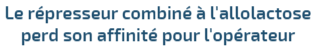 Le répresseur combiné à l'allolactose
perd son affinité pour l'opérateur